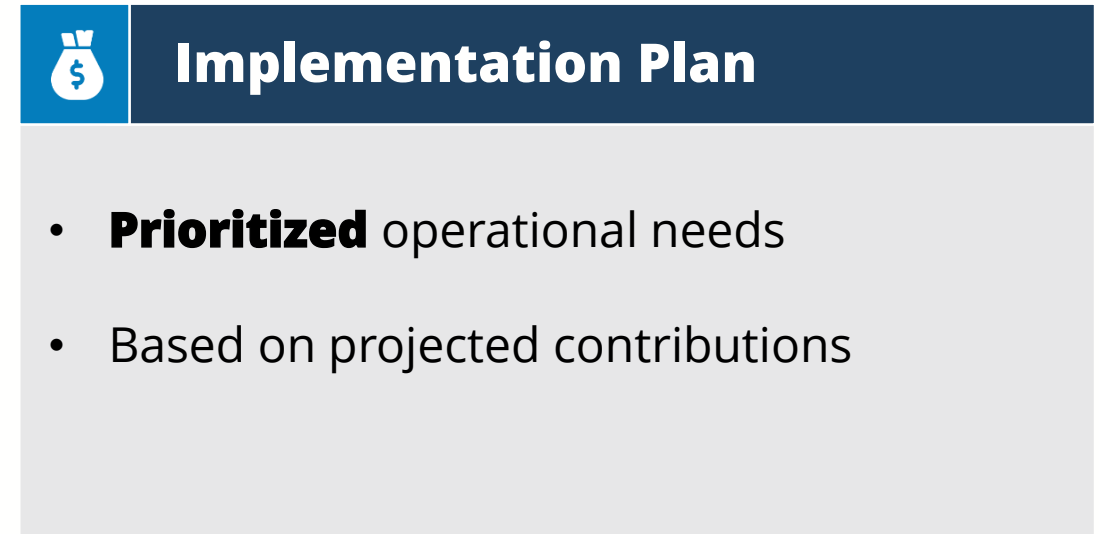 $
Implementation Plan
• Prioritized operational needs
• Based on projected contributions